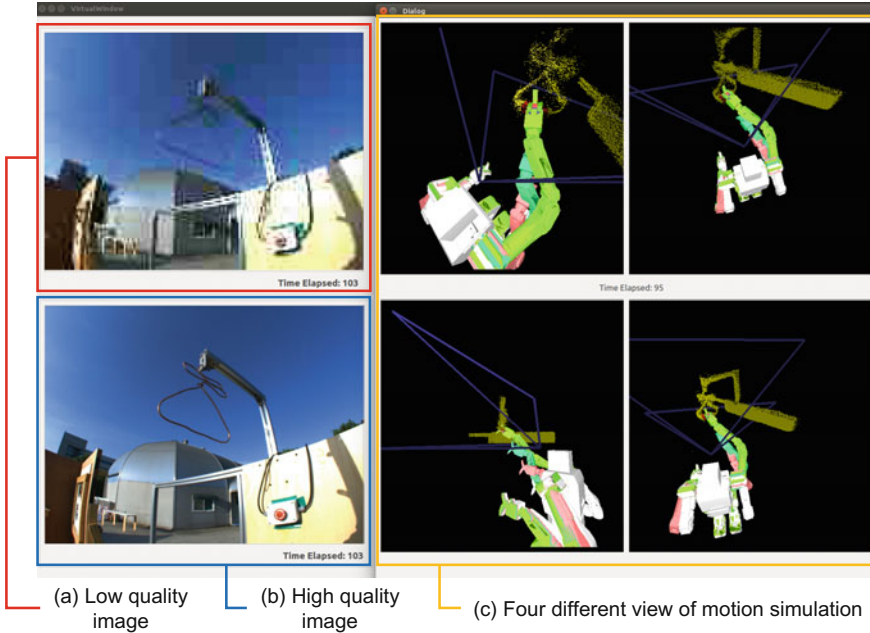 VirtualWindow
Dialog
Time Elapsed: 103
Time Elapsed: 95
Time Elapsed: 103
(a) Low quality
image
(b) High quality
image
(c) Four different view of motion simulation